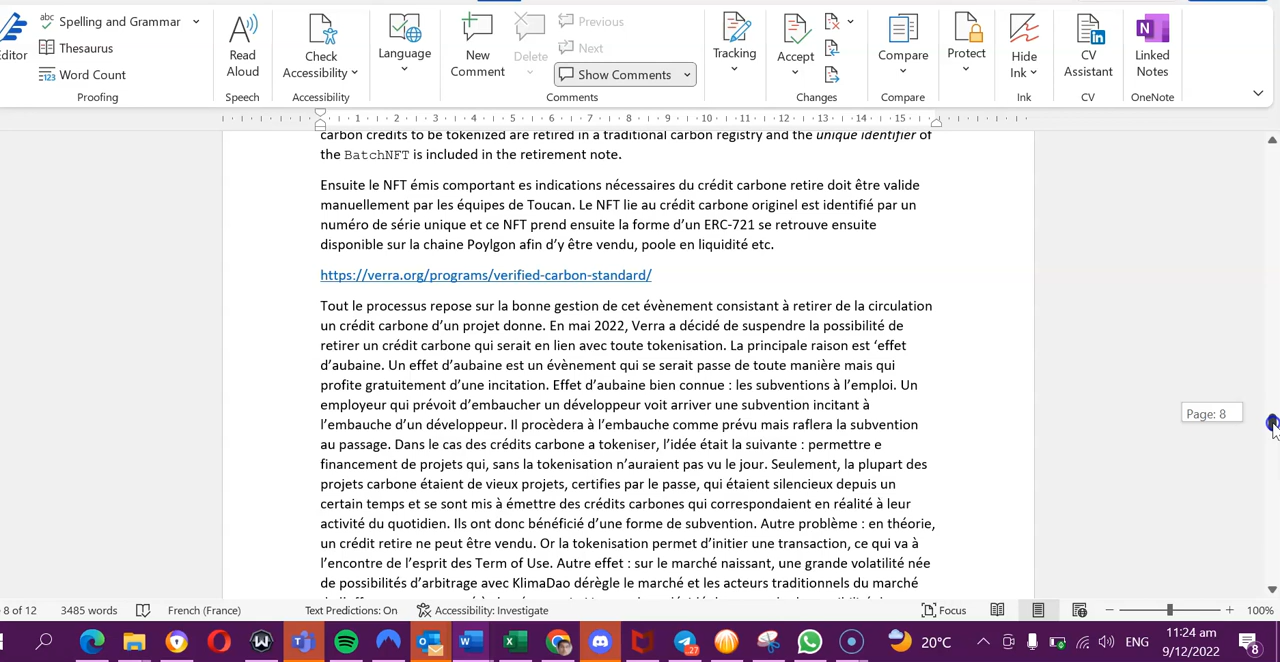 Editor
abc Spelling and Grammar
Thesaurus
Word Count
Proofing
Read
Aloud
Speech
Check
Accessibility
Accessibility
Language
New
Comment
Delete
Previous
Next
Show Comments
Comments
Tracking
Accept
Changes
Compare
Compare
Protect
Hide
Ink
Ink
CV
Assistant
CV
Linked
Notes
OneNote
1 2 3 4 5 6 7 8 9 10 11 12 13 14 15
carbon credits to be tokenized are retired in a traditional carbon registry and the unique identifier of
the BatchNFT is included in the retirement note.
Ensuite le NFT émis comportant es indications nécessaires du crédit carbone retire doit être valide
manuellement par les équipes de Toucan. Le NFT lie au crédit carbone originel est identifié par un
numéro de série unique et ce NFT prend ensuite la forme d’un ERC-721 se retrouve ensuite
disponible sur la chaine Poylgon afin d’y être vendu, poole en liquidité etc.
https://verra.org/programs/verified-carbon-standard/
Tout le processus repose sur la bonne gestion de cet évènement consistant à retirer de la circulation
un crédit carbone d’un projet donne. En mai 2022, Verra a décidé de suspendre la possibilité de
retirer un crédit carbone qui serait en lien avec toute tokenisation. La principale raison est ‘effet
d’aubaine. Un effet d’aubaine est un évènement qui se serait passe de toute manière mais qui
profite gratuitement d’une incitation. Effet d’aubaine bien connue : les subventions à l’emploi. Un
employeur qui prévoit d’embaucher un développeur voit arriver une subvention incitant à
l’embauche d’un développeur. Il procèdera à l’embauche comme prévu mais raflera la subvention
au passage. Dans le cas des crédits carbone a tokeniser, l’idée était la suivante : permettre e
financement de projets qui, sans la tokenisation n’auraient pas vu le jour. Seulement, la plupart des
projets carbone étaient de vieux projets, certifies par le passe, qui étaient silencieux depuis un
certain temps et se sont mis à émettre des crédits carbones qui correspondaient en réalité à leur
activité du quotidien. Ils ont donc bénéficié d’une forme de subvention. Autre problème : en théorie,
un crédit retire ne peut être vendu. Or la tokenisation permet d’initier une transaction, ce qui va à
l’encontre de l’esprit des Term of Use. Autre effet : sur le marché naissant, une grande volatilité née
de possibilités d’arbitrage avec KlimaDao dérègle le marché et les acteurs traditionnels du marché
Page: 8
8 of 12
3485 words
French (France)
Text Predictions: On
Accessibility: Investigate
Focus
100%
27
20°C
ENG
11:24 am
9/12/2022
8